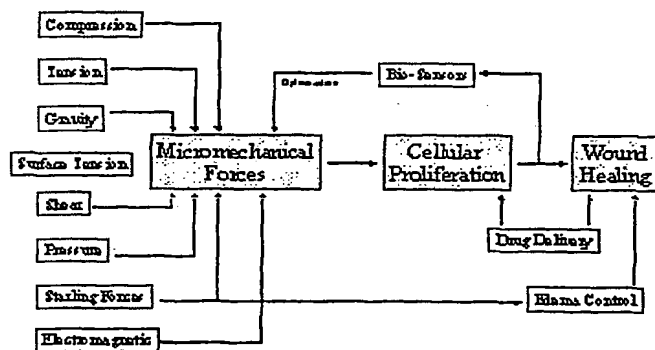 Compression
Tension
Gravity
Surface Tension
Shear
Pressure
Starling Forces
Electromagnetic
Micromechanical
Forces
Optimization
Bio-Sensors
Cellular
Proliferation
Wound
Healing
Drug Delivery
Edema Control